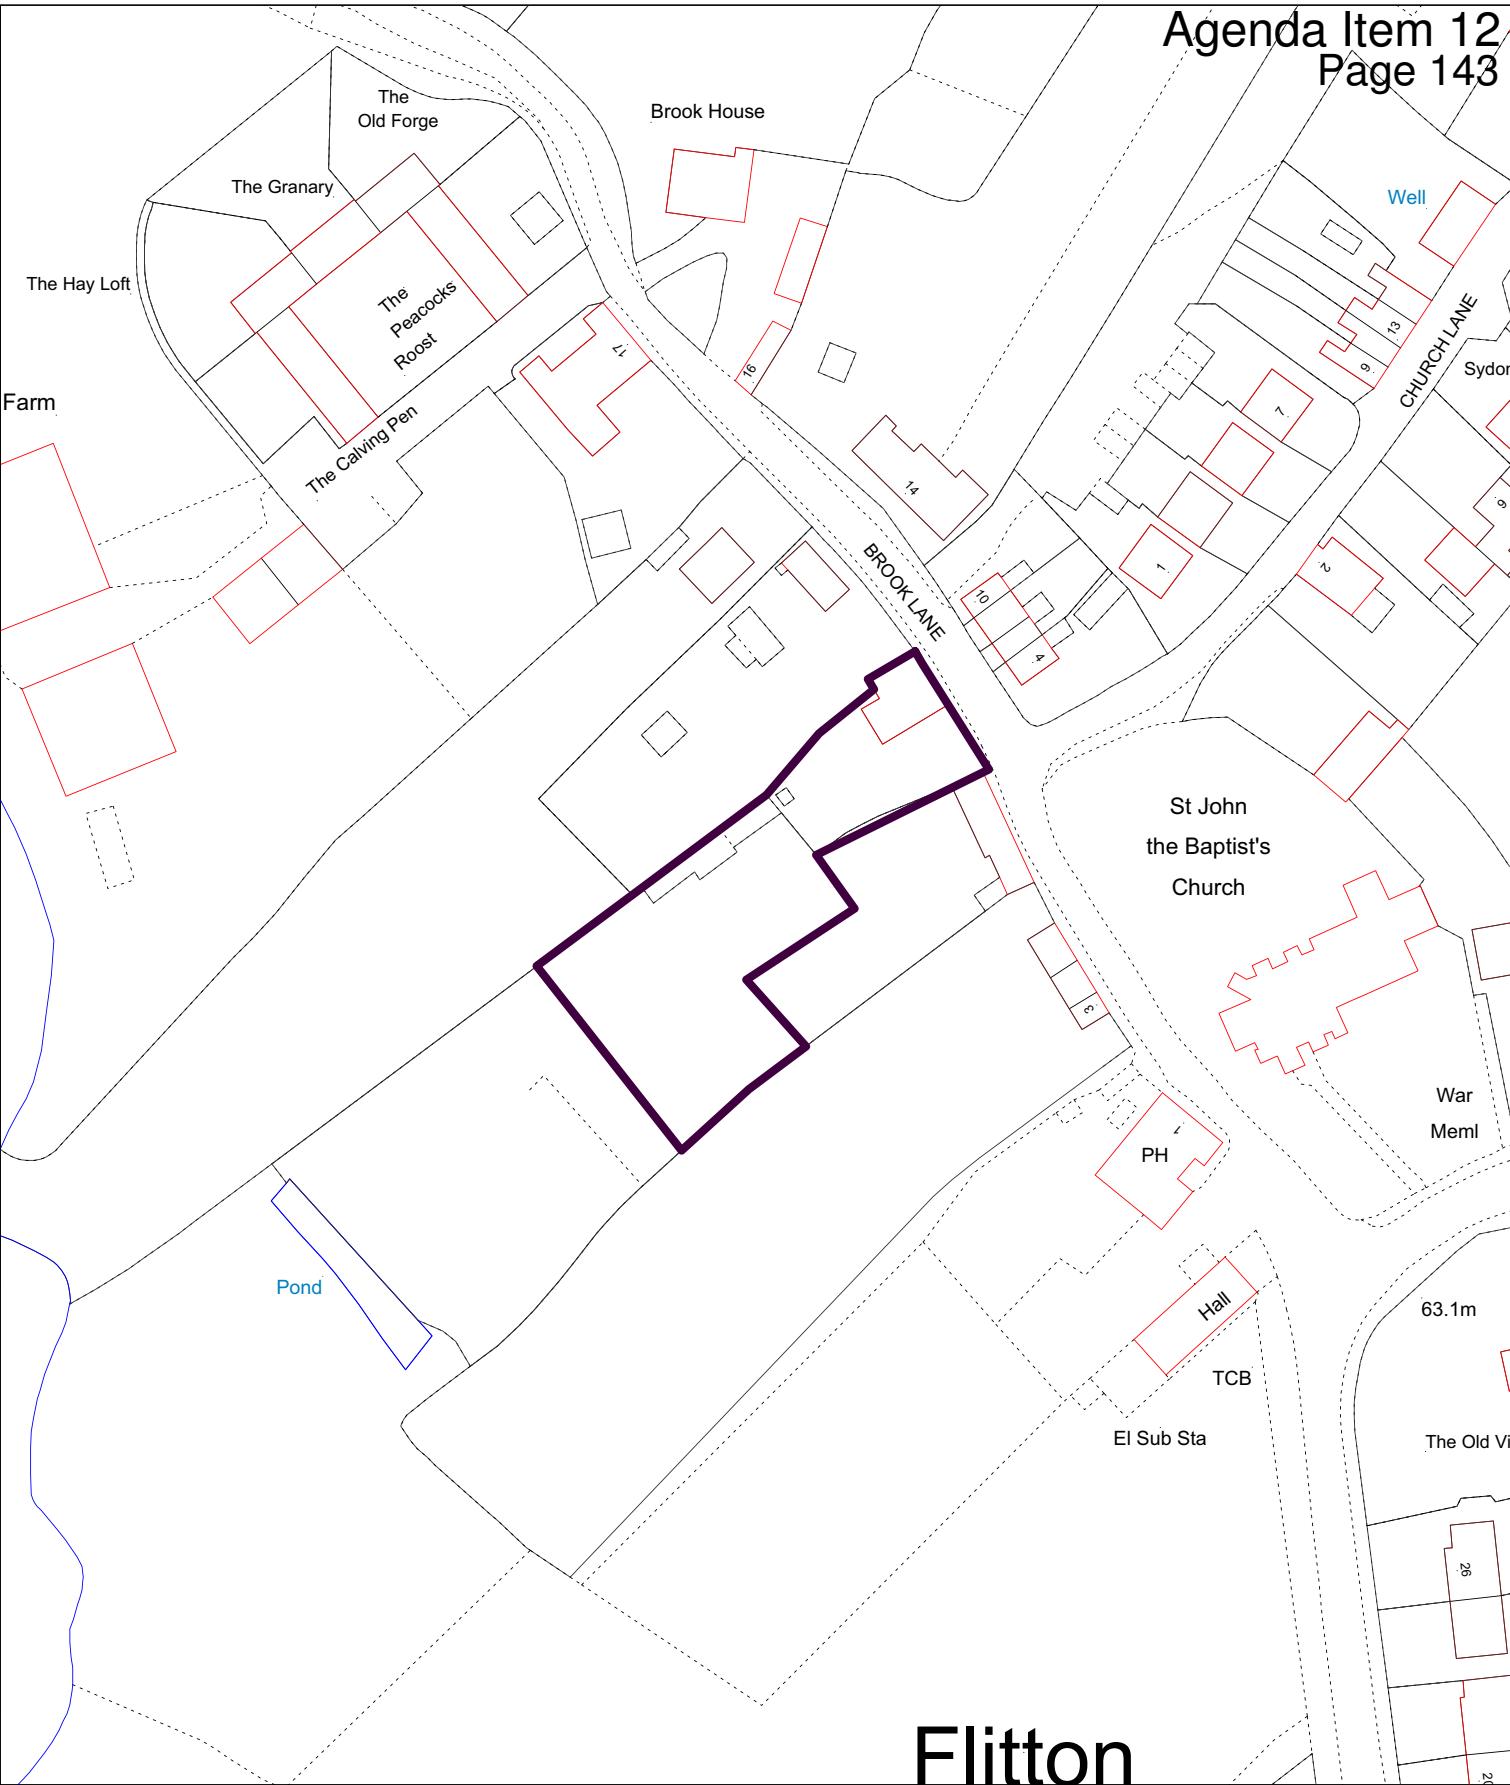 Agenda Item 12
Page 143
The
Old Forge
Brook House
The Granary
Well
The Hay Loft
The
Peacocks
Roost
17
16
13
9
CHURCH LANE
Sydor
Farm
The Calving Pen
7
14
9
BROOK LANE
1
2
10
4
St John
the Baptist's
Church
3
War
Meml
1
PH
Pond
Hall
63.1m
TCB
El Sub Sta
The Old Vi
26
Flitton